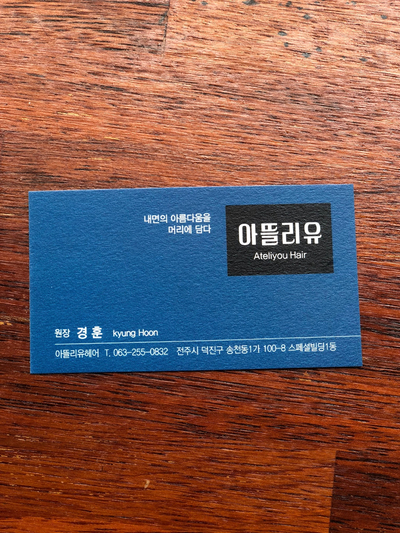 내면의 아름다움을
머리에 담다
아뜰리유
Ateliyou Hair
원장 경훈 kyung Hoon
아뜰리유헤어 T. 063-255-0832 전주시 덕진구 송천동1가 100-8 스페셜빌딩1동